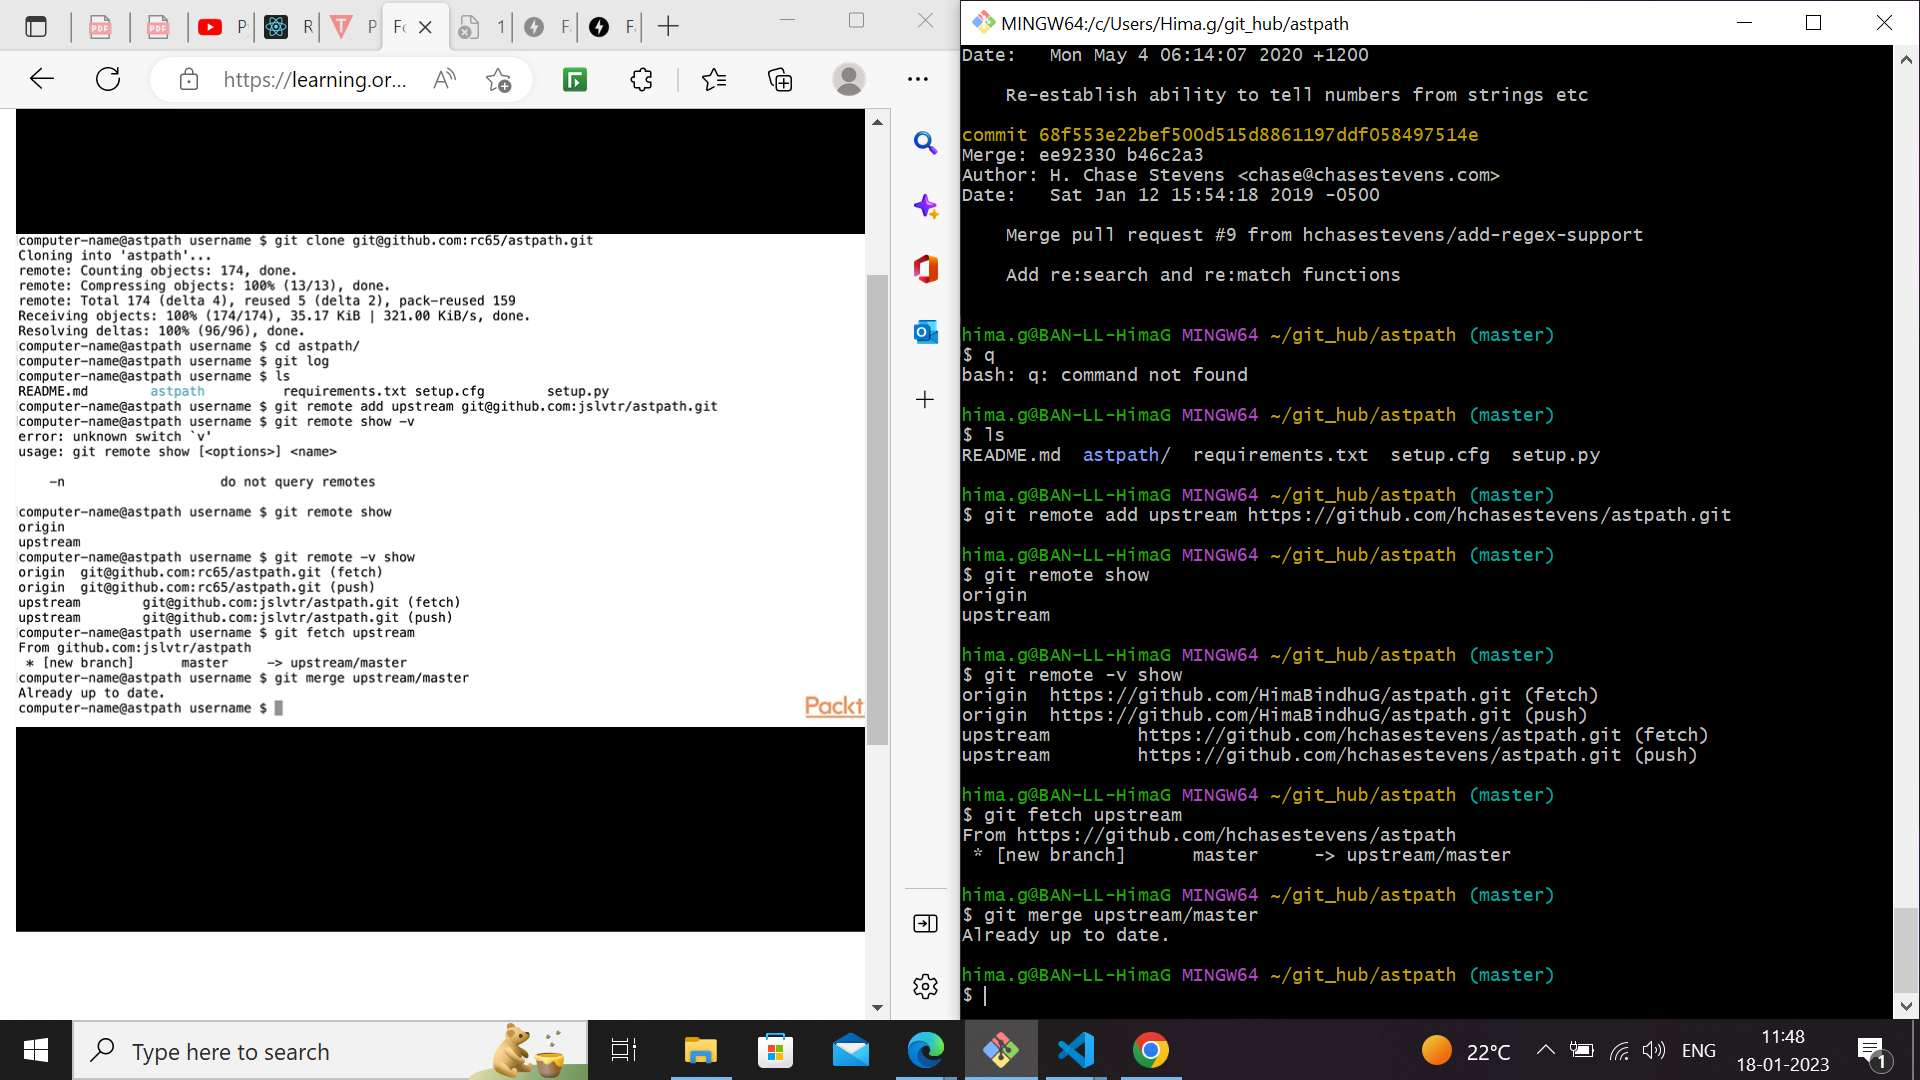 P
R
P
Fo
1
F
F
https://learning.or...
computer-name@astpath username $ git clone git@github.com:rc65/astpath.git
Cloning into 'astpath'...
remote: Counting objects: 174, done.
remote: Compressing objects: 100% (13/13), done.
remote: Total 174 (delta 4), reused 5 (delta 2), pack-reused 159
Receiving objects: 100% (174/174), 35.17 KiB | 321.00 KiB/s, done.
Resolving deltas: 100% (96/96), done.
computer-name@astpath username $ cd astpath/
computer-name@astpath username $ git log
computer-name@astpath username $ ls
README.md astpath requirements.txt setup.cfg setup.py
computer-name@astpath username $ git remote add upstream git@github.com:jslvtr/astpath.git
computer-name@astpath username $ git remote show -v
error: unknown switch `v'
usage: git remote show [<options>] <name>
-n do not query remotes
computer-name@astpath username $ git remote show
origin
upstream
computer-name@astpath username $ git remote -v show
origin git@github.com:rc65/astpath.git (fetch)
origin git@github.com:rc65/astpath.git (push)
upstream git@github.com:jslvtr/astpath.git (fetch)
upstream git@github.com:jslvtr/astpath.git (push)
computer-name@astpath username $ git fetch upstream
From github.com:jslvtr/astpath
* [new branch] master -> upstream/master
computer-name@astpath username $ git merge upstream/master
Already up to date.
computer-name@astpath username $
Packt
MINGW64:/c/Users/Hima.g/git_hub/astpath
Date: Mon May 4 06:14:07 2020 +1200
Re-establish ability to tell numbers from strings etc
commit 68f553e22bef500d515d8861197ddf058497514e
Merge: ee92330 b46c2a3
Author: H. Chase Stevens <chase@chasestevens.com>
Date: Sat Jan 12 15:54:18 2019 -0500
Merge pull request #9 from hchasestevens/add-regex-support
Add re:search and re:match functions
hima.g@BAN-LL-HimaG MINGW64 ~/git_hub/astpath (master)
$ q
bash: q: command not found
hima.g@BAN-LL-HimaG MINGW64 ~/git_hub/astpath (master)
$ ls
README.md astpath/ requirements.txt setup.cfg setup.py
hima.g@BAN-LL-HimaG MINGW64 ~/git_hub/astpath (master)
$ git remote add upstream https://github.com/hchasestevens/astpath.git
hima.g@BAN-LL-HimaG MINGW64 ~/git_hub/astpath (master)
$ git remote show
origin
upstream
hima.g@BAN-LL-HimaG MINGW64 ~/git_hub/astpath (master)
$ git remote -v show
origin https://github.com/HimaBindhuG/astpath.git (fetch)
origin https://github.com/HimaBindhuG/astpath.git (push)
upstream https://github.com/hchasestevens/astpath.git (fetch)
upstream https://github.com/hchasestevens/astpath.git (push)
hima.g@BAN-LL-HimaG MINGW64 ~/git_hub/astpath (master)
$ git fetch upstream
From https://github.com/hchasestevens/astpath
* [new branch] master -> upstream/master
hima.g@BAN-LL-HimaG MINGW64 ~/git_hub/astpath (master)
$ git merge upstream/master
Already up to date.
hima.g@BAN-LL-HimaG MINGW64 ~/git_hub/astpath (master)
$
Type here to search
22°C
ENG
11:48
18-01-2023
1